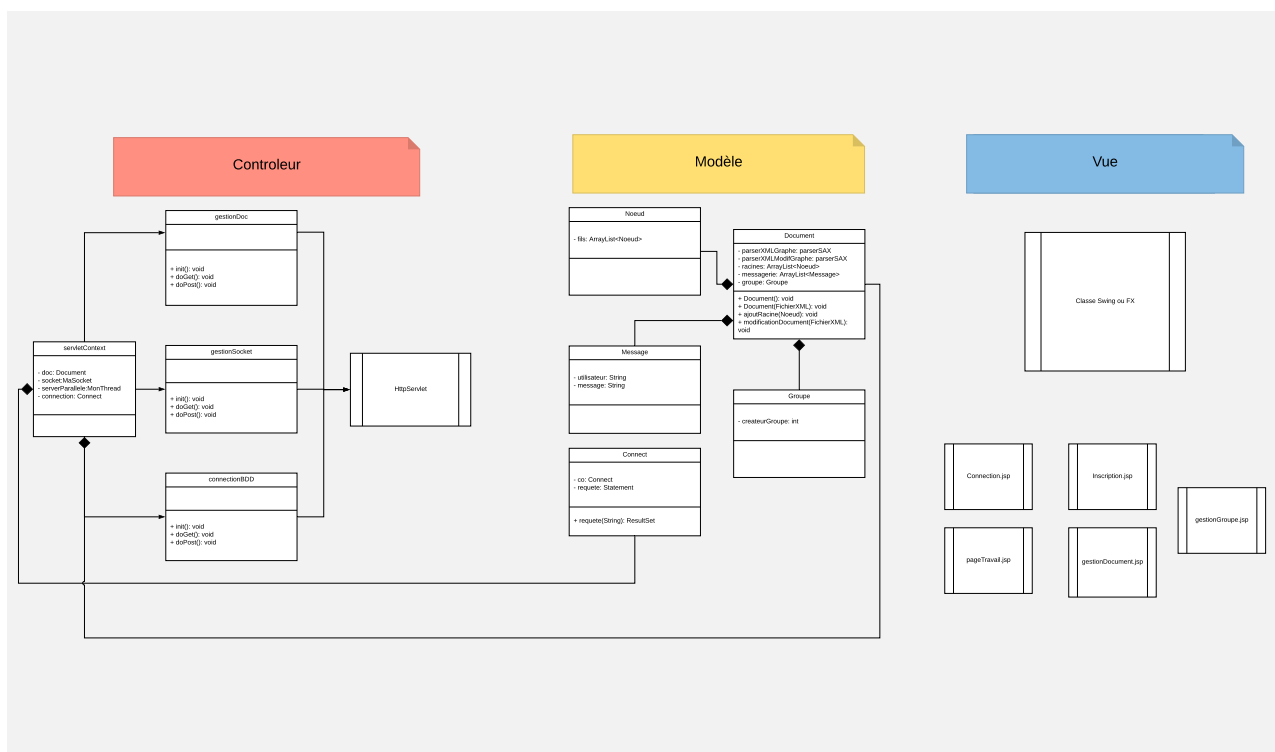 Controleur
gestionDoc
+ init(): void
+ doGet(): void
+ doPost(): void
servletContext
- doc: Document
- socket:MaSocket
- serverParallele:MonThread
- connection: Connect
gestionSocket
+ init(): void
+ doGet(): void
+ doPost(): void
HttpServlet
connectionBDD
+ init(): void
+ doGet(): void
+ doPost(): void
Modèle
Noeud
- fils: ArrayList<Noeud>
Document
- parserXMLGraphe: parserSAX
- parserXMLModifGraphe: parserSAX
- racines: ArrayList<Noeud>
- messagerie: ArrayList<Message>
- groupe: Groupe
+ Document(): void
+ Document(FichierXML): void
+ ajoutRacine(Noeud): void
+ modificationDocument(FichierXML):
void
Message
- utilisateur: String
- message: String
Groupe
- createurGroupe: int
Connect
- co: Connect
- requete: Statement
+ requete(String): ResultSet
Vue
Classe Swing ou FX
Connection.jsp
Inscription.jsp
gestionGroupe.jsp
pageTravail.jsp
gestionDocument.jsp